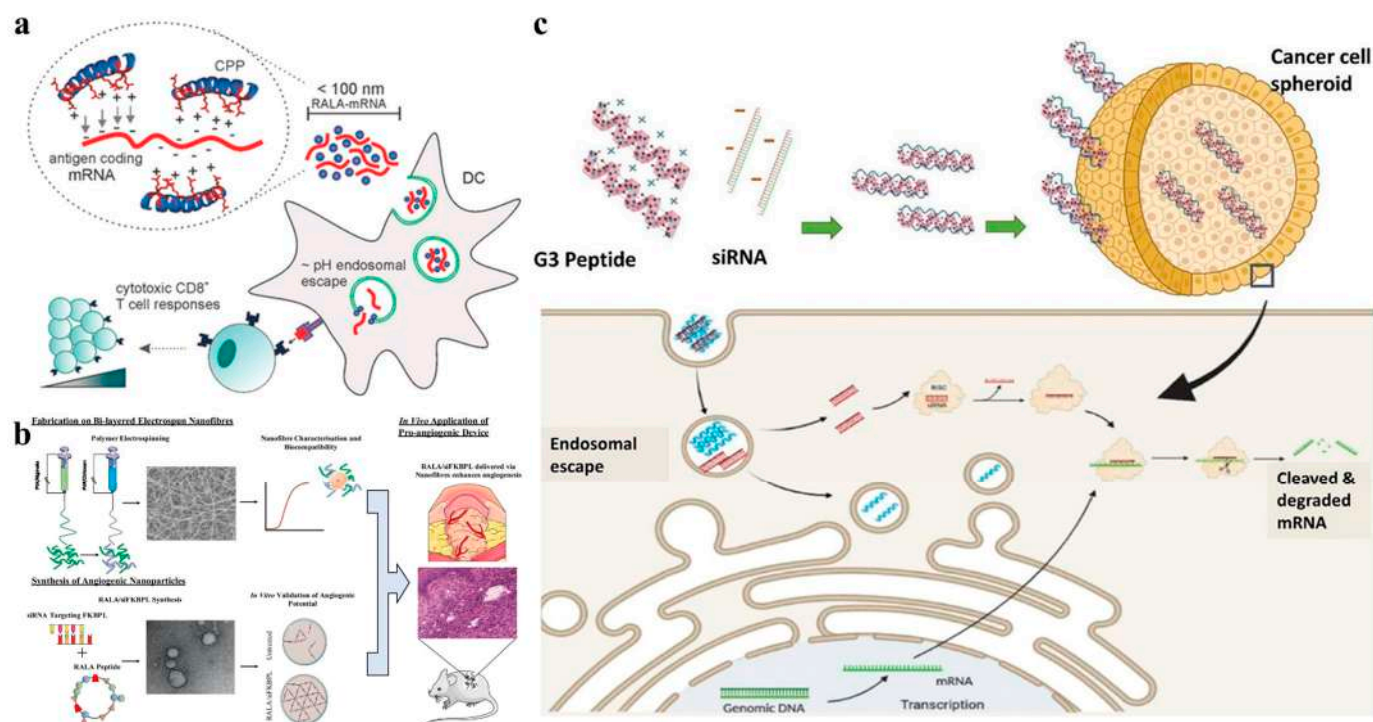 a
CPP
< 100 nm
RALA-mRNA
antigen coding
mRNA
DC
~ pH endosomal
escape
cytotoxic CD8+
T cell responses
b
Fabrication on Bi-layered Electrospun Nanofibres
Polymer Electrospinning
Nanofibre Characterisation and
Biocompatibility
In Vivo Application of
Pro-angiogenic Device
RALA/siFKBPL delivered via
Nanofibres enhances angiogenesis
Synthesis of Angiogenic Nanoparticles
RALA/siFKBPL Synthesis
siRNA Targeting FKBPL
+
RALA Peptide
In Vitro Validation of Angiogenic
Potential
Untreated
RALA/siFKBPL
c
Cancer cell
spheroid
G3 Peptide
siRNA
Endosomal
escape
RISC
siRNA
Cleaved &
degraded
mRNA
mRNA
Genomic DNA
Transcription